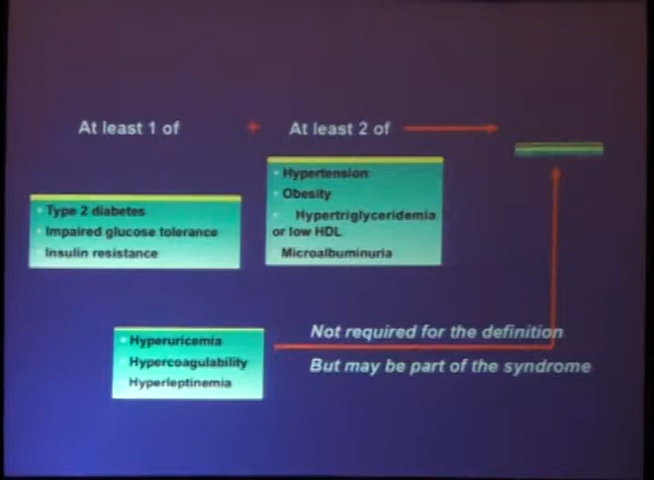 At least 1 of + At least 2 of
Type 2 diabetes
Impaired glucose tolerance
Insulin resistance
Hypertension
Obesity
Hypertriglyceridemia
or low HDL
Microalbuminuria
Hyperuricemia
Hypercoagulability
Hyperleptinemia
Not required for the definition
But may be part of the syndrome